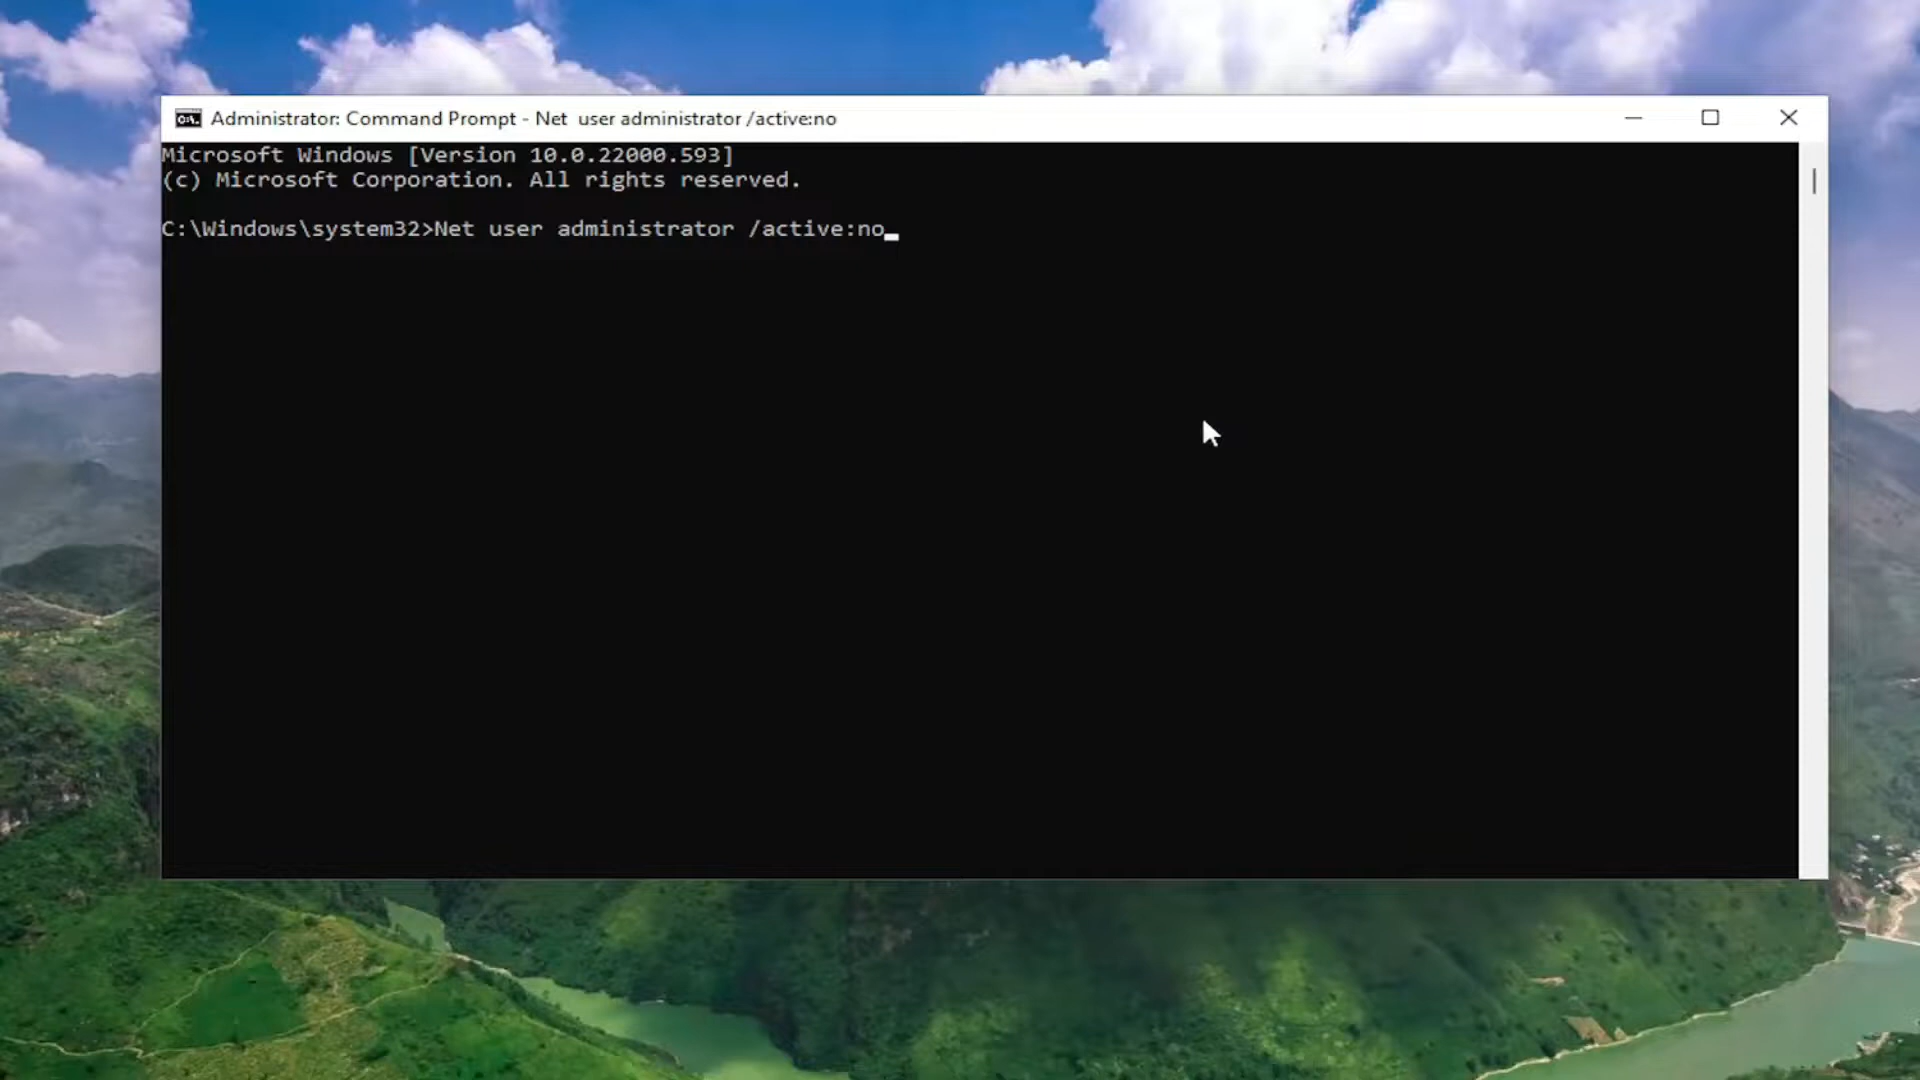 Administrator: Command Prompt - Net  user administrator /active:no
Microsoft Windows [Version 10.0.22000.593]
(c) Microsoft Corporation. All rights reserved.
C:\Windows\system32>Net user administrator /active:no